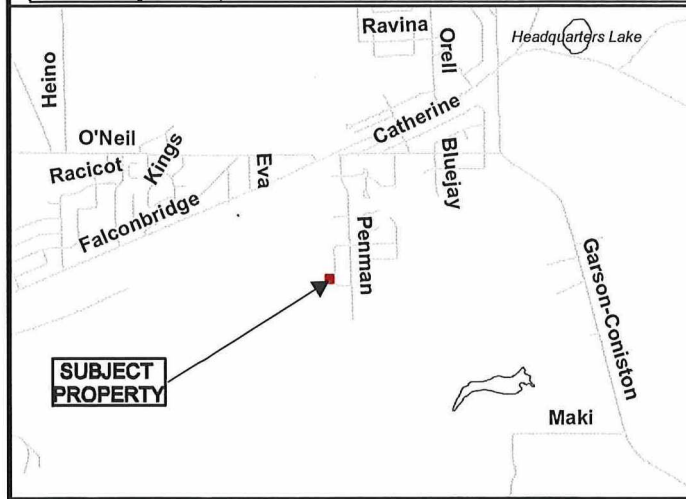 Ravina
Orell
Headquarters Lake
Heino
Catherine
O'Neil
Kings
Racicot
Eva
Bluejay
Falconbridge
Penman
Garson-Coniston
SUBJECT
PROPERTY
Maki